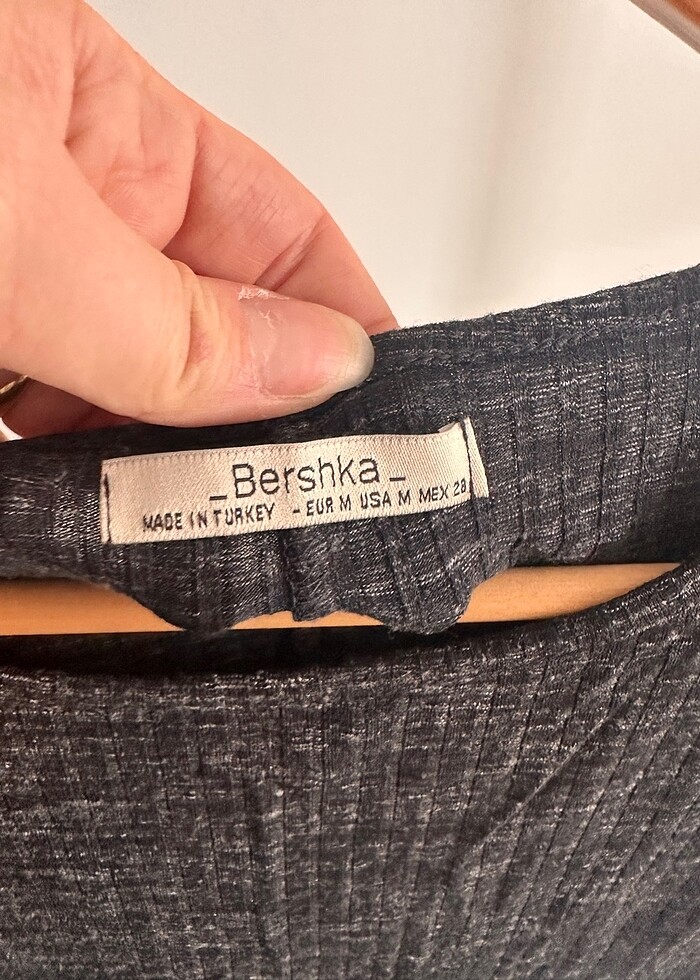 _Bershka_
MADE IN TURKEY - EUR M USA M MEX 28